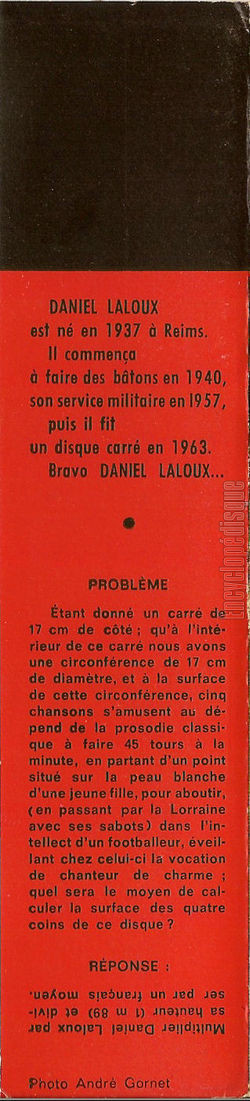 DANIEL LALOUX
est né en 1937 à Reims.
Il commença
à faire des bâtons en 1940,
son service militaire en 1957,
puis il fit
un disque carré en 1963.
Bravo DANIEL LALOUX...
PROBLÈME
Étant donné un carré de
17 cm de côté ; qu'à l'inté-
rieur de ce carré nous avons
une circonférence de 17 cm
de diamètre, et à la surface
de cette circonférence, cinq
chansons s'amusent au dé-
pend de la prosodie classi-
que à faire 45 tours à la
minute, en partant d'un point
situé sur la peau blanche
d'une jeune fille, pour aboutir,
(en passant par la Lorraine
avec ses sabots) dans l'in-
tellect d'un footballeur, éveil-
lant chez celui-ci la vocation
de chanteur de charme ;
quel sera le moyen de cal-
culer la surface des quatre
coins de ce disque ?
RÉPONSE :
Multiplier Daniel Laloux par
sa hauteur (1 m 89) et divi-
ser par un français moyen.
Photo André Gornet
encyclopédisque